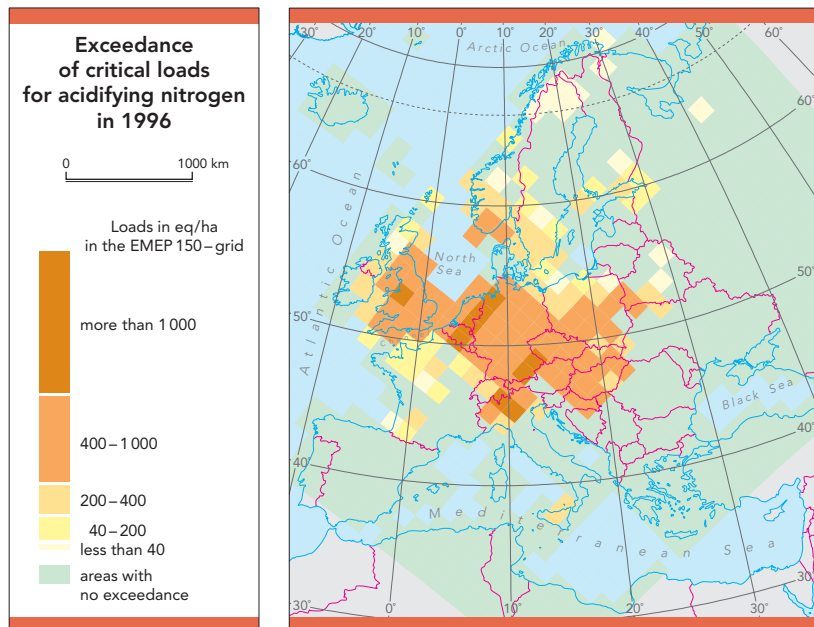 Exceedance
of critical loads
for acidifying nitrogen
in 1996
0 1000 km
Loads in eq/ha
in the EMEP 150–grid
more than 1 000
400–1 000
200–400
40–200
less than 40
areas with
no exceedance
30° 20° 10° 0° 10° 20° 30° 40° 50° 60°
Arctic Ocean
60°
60°
50°
50°
40°
40°
30°
30°
Atlantic Ocean
North
Sea
Black Sea
Mediterranean Sea
0° 10° 20° 30°